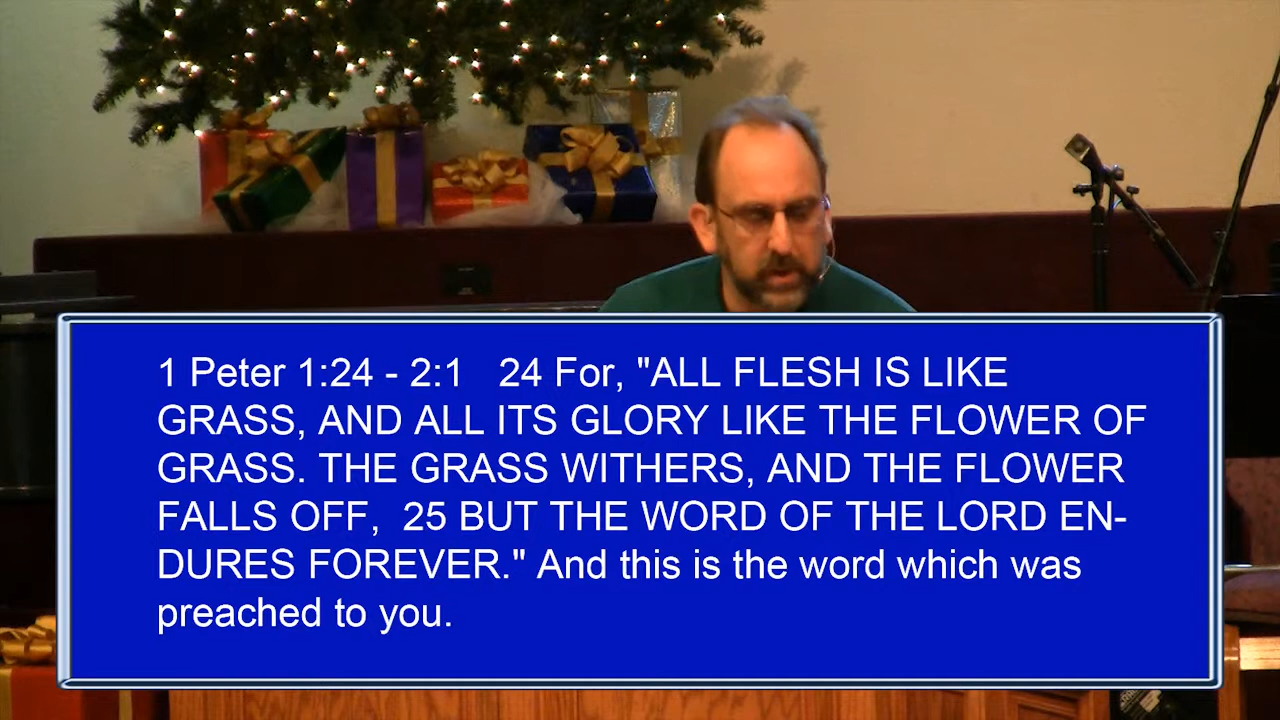 1 Peter 1:24 - 2:1   24 For, "ALL FLESH IS LIKE
GRASS, AND ALL ITS GLORY LIKE THE FLOWER OF
GRASS. THE GRASS WITHERS, AND THE FLOWER
FALLS OFF,  25 BUT THE WORD OF THE LORD EN-
DURES FOREVER." And this is the word which was
preached to you.